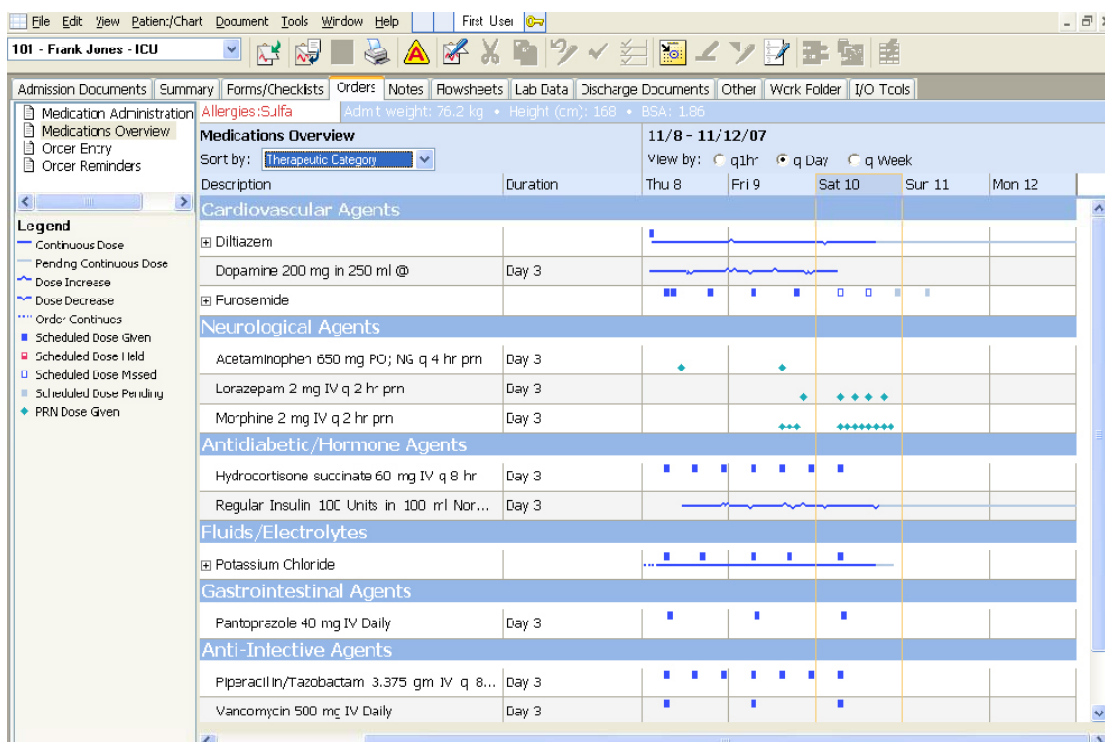 File Edit View Patient/Chart Document Tools Window Help First User
101 - Frank Jones - ICU
Admission Documents Summary Forms/Checklists Orders Notes Flowsheets Lab Data Discharge Documents Other Work Folder I/O Tools
Medication Administration
Medications Overview
Order Entry
Order Reminders
Allergies:Sulfa Admt weight: 76.2 kg • Height (cm): 168 • BSA: 1.86
Medications Overview 11/8 - 11/12/07
Sort by: Therapeutic Category View by: q1hr q Day q Week
Description Duration Thu 8 Fri 9 Sat 10 Sun 11 Mon 12
Legend
Continuous Dose
Pending Continuous Dose
Dose Increase
Dose Decrease
Order Continues
Scheduled Dose Given
Scheduled Dose Held
Scheduled Dose Missed
Scheduled Dose Pending
PRN Dose Given
Cardiovascular Agents
Diltiazem
Dopamine 200 mg in 250 ml @ Day 3
Furosemide
Neurological Agents
Acetaminophen 650 mg PO; NG q 4 hr prn Day 3
Lorazepam 2 mg IV q 2 hr prn Day 3
Morphine 2 mg IV q 2 hr prn Day 3
Antidiabetic/Hormone Agents
Hydrocortisone succinate 60 mg IV q 8 hr Day 3
Regular Insulin 100 Units in 100 ml Nor... Day 3
Fluids/Electrolytes
Potassium Chloride
Gastrointestinal Agents
Pantoprazole 40 mg IV Daily Day 3
Anti-Infective Agents
Piperacillin/Tazobactam 3.375 gm IV q 8... Day 3
Vancomycin 500 mg IV Daily Day 3